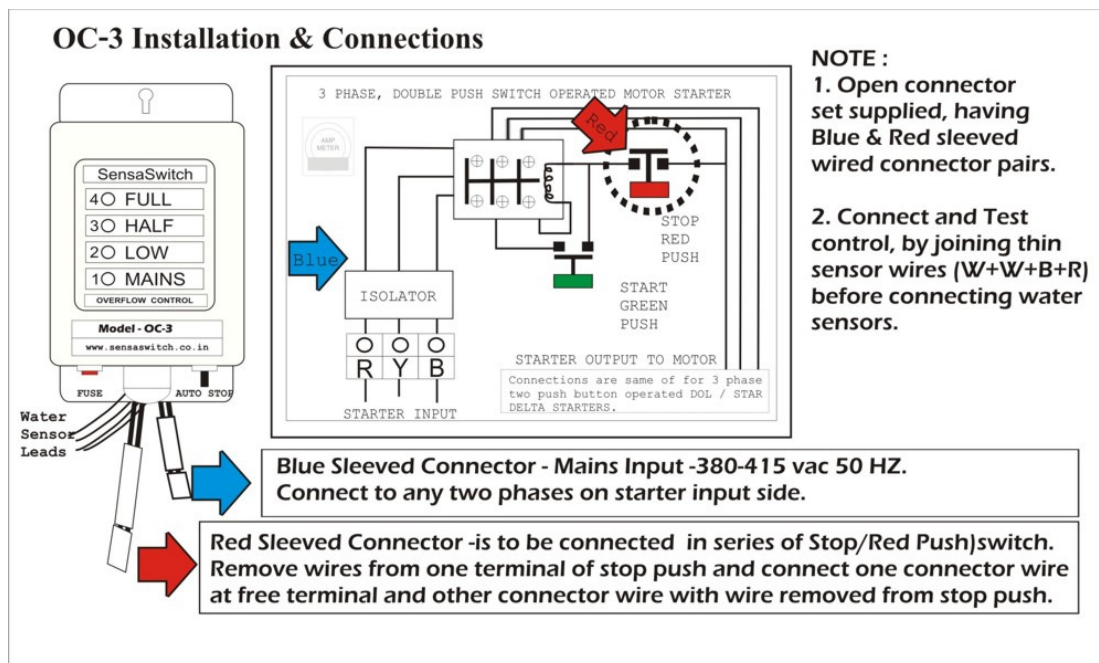 OC-3 Installation & Connections
SensaSwitch
4 FULL
3 HALF
2 LOW
1 MAINS
OVERFLOW CONTROL
Model - OC-3
www.sensaswitch.co.in
FUSE
AUTO STOP
Water
Sensor
Leads
3 PHASE, DOUBLE PUSH SWITCH OPERATED MOTOR STARTER
AMP
METER
Red
Blue
STOP
RED
PUSH
START
GREEN
PUSH
ISOLATOR
R Y B
STARTER INPUT
STARTER OUTPUT TO MOTOR
Connections are same of for 3 phase
two push button operated DOL / STAR
DELTA STARTERS.
NOTE :
1. Open connector
set supplied, having
Blue & Red sleeved
wired connector pairs.
2. Connect and Test
control, by joining thin
sensor wires (W+W+B+R)
before connecting water
sensors.
Blue Sleeved Connector - Mains Input -380-415 vac 50 HZ.
Connect to any two phases on starter input side.
Red Sleeved Connector -is to be connected in series of Stop/Red Push)switch.
Remove wires from one terminal of stop push and connect one connector wire
at free terminal and other connector wire with wire removed from stop push.